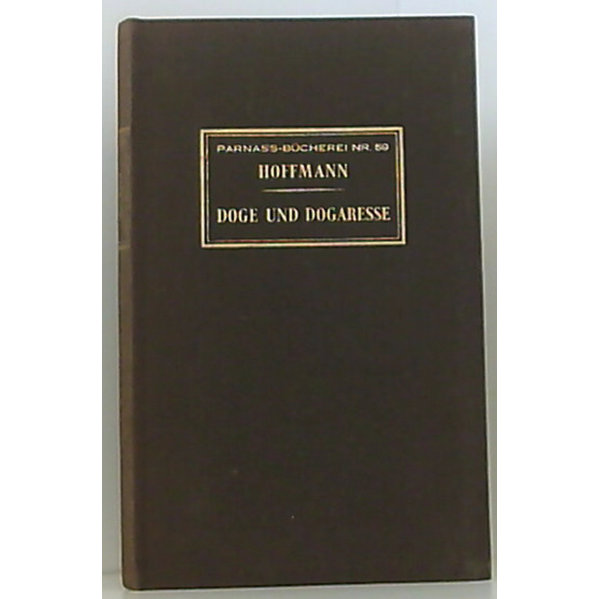 PARNASS-BÜCHEREI NR. 59
HOFFMANN
DOGE UND DOGARESSE